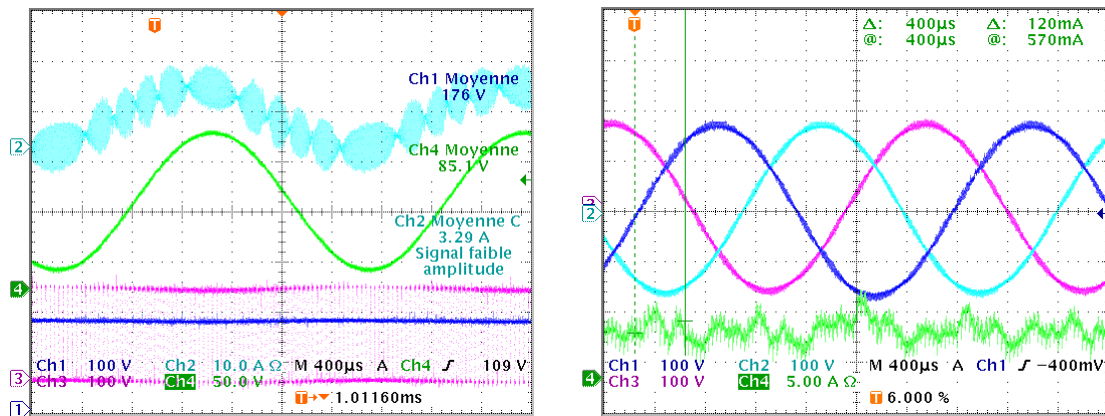 T
Ch1 Moyenne
176 V
2
Ch4 Moyenne
85.1 V
Ch2 Moyenne C
3.29 A
Signal faible
amplitude
4
Ch1 100 V Ch2 10.0 A Ω M 400µs A Ch4 ʃ 109 V
3 Ch3 100 V Ch4 50.0 V
T→▼ 1.01160ms
1
T
Δ: 400µs Δ: 120mA
@: 400µs @: 570mA
2
Ch1 100 V Ch2 100 V M 400µs A Ch1 ʃ −400mV
4 Ch3 100 V Ch4 5.00 A Ω
T 6.000 %